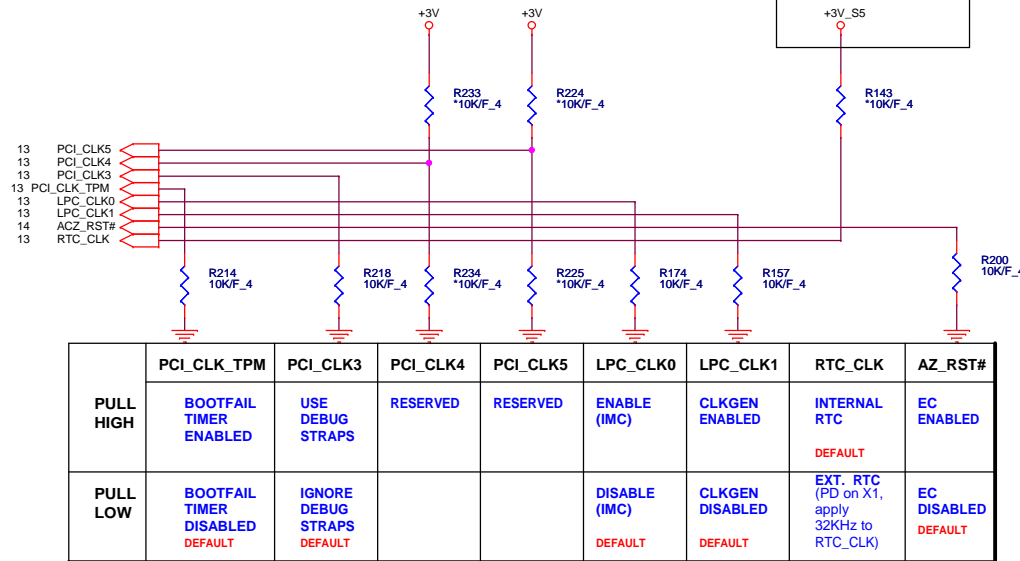 +3V +3V +3V_S5
R233 R224 R143
*10K/F_4 *10K/F_4 *10K/F_4
13 PCI_CLK5
13 PCI_CLK4
13 PCI_CLK3
13 PCI_CLK_TPM
13 LPC_CLK0
13 LPC_CLK1
14 ACZ_RST#
13 RTC_CLK
R214 R218 R234 R225 R174 R157 R200
10K/F_4 10K/F_4 *10K/F_4 *10K/F_4 10K/F_4 10K/F_4 10K/F_4
PCI_CLK_TPM PCI_CLK3 PCI_CLK4 PCI_CLK5 LPC_CLK0 LPC_CLK1 RTC_CLK AZ_RST#
PULL
HIGH
BOOTFAIL
TIMER
ENABLED
USE
DEBUG
STRAPS
RESERVED
RESERVED
ENABLE
(IMC)
CLKGEN
ENABLED
INTERNAL
RTC
DEFAULT
EC
ENABLED
PULL
LOW
BOOTFAIL
TIMER
DISABLED
DEFAULT
IGNORE
DEBUG
STRAPS
DEFAULT
DISABLE
(IMC)
DEFAULT
CLKGEN
DISABLED
DEFAULT
EXT. RTC
(PD on X1,
apply
32KHz to
RTC_CLK)
EC
DISABLED
DEFAULT